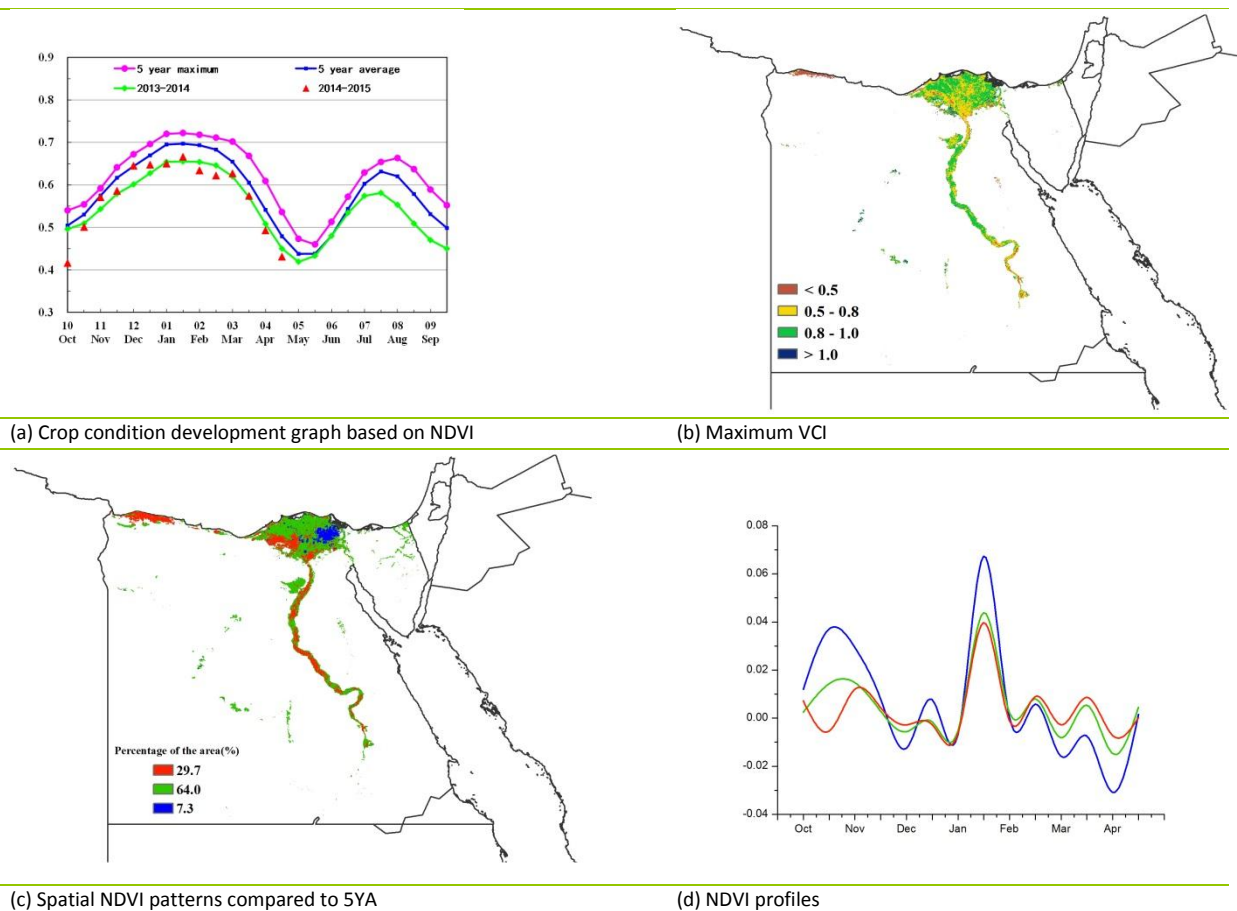 0.9
0.8
0.7
0.6
0.5
0.4
0.3
5 year maximum
5 year average
2013-2014
2014-2015
10 11 12 01 02 03 04 05 06 07 08 09
Oct Nov Dec Jan Feb Mar Apr May Jun Jul Aug Sep
< 0.5
0.5 - 0.8
0.8 - 1.0
> 1.0
(a) Crop condition development graph based on NDVI
(b) Maximum VCI
Percentage of the area(%)
29.7
64.0
7.3
0.08
0.06
0.04
0.02
0.00
-0.02
-0.04
Oct Nov Dec Jan Feb Mar Apr
(c) Spatial NDVI patterns compared to 5YA
(d) NDVI profiles